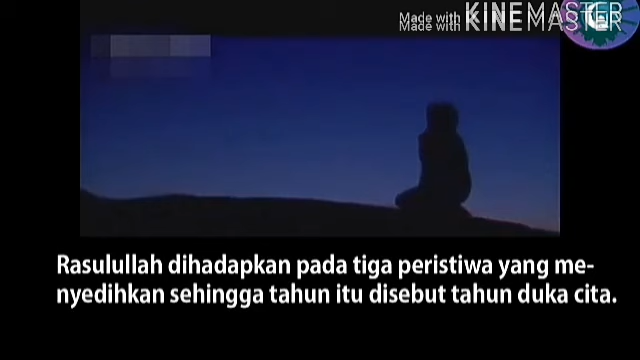 Made with KINEMASTER
Made with KINEMASTER
Rasulullah dihadapkan pada tiga peristiwa yang me-
nyedihkan sehingga tahun itu disebut tahun duka cita.